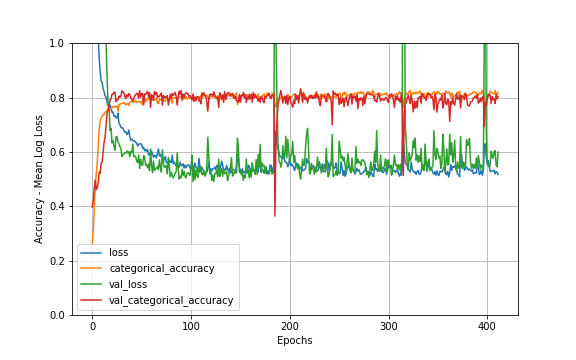 1.0
0.8
0.6
0.4
0.2
0.0
Accuracy - Mean Log Loss
loss
categorical_accuracy
val_loss
val_categorical_accuracy
0
100
200
300
400
Epochs